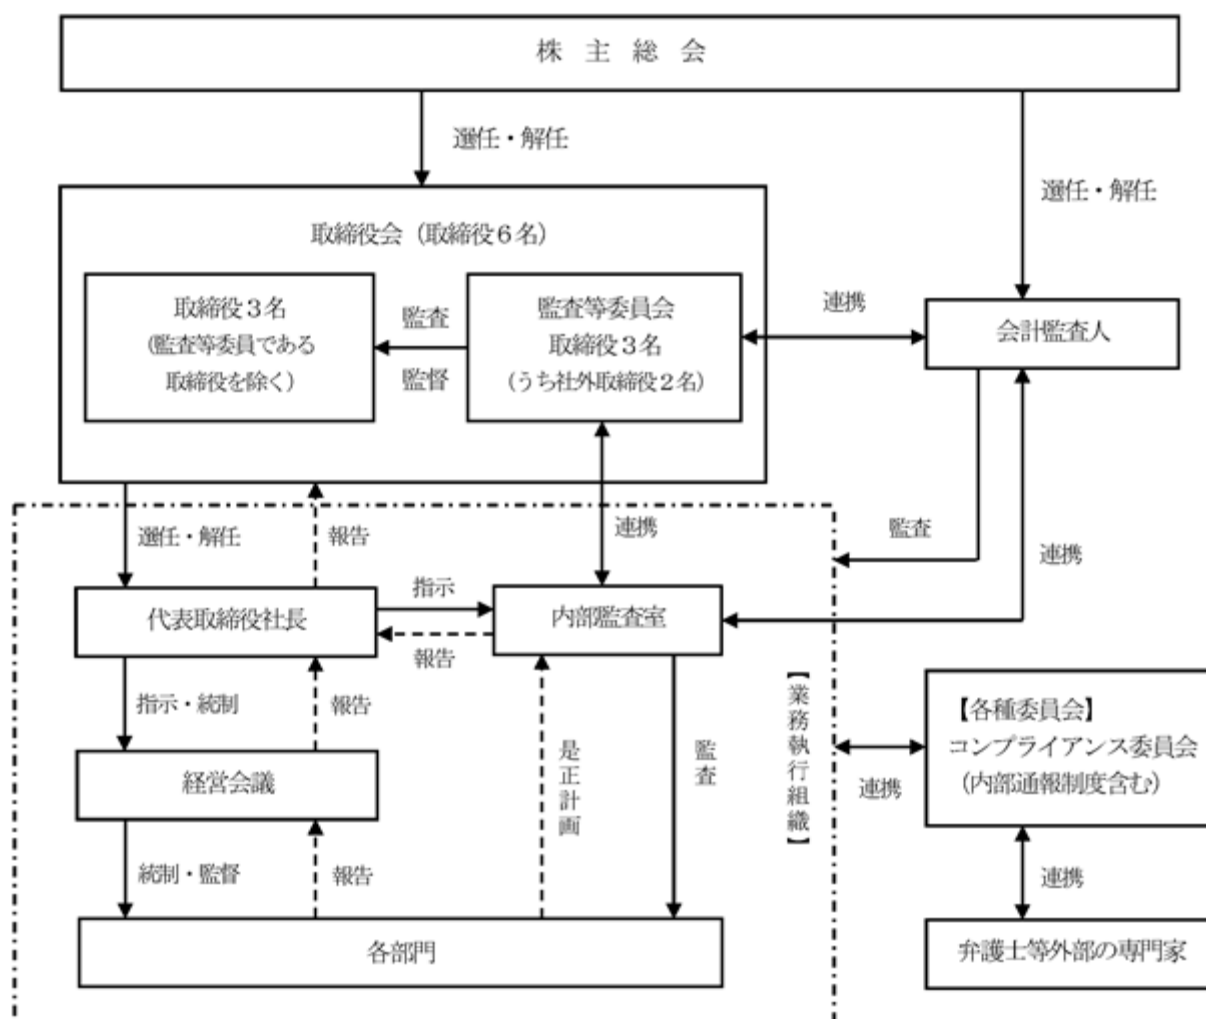 株主総会
選任・解任
選任・解任
取締役会（取締役６名）
取締役３名
（監査等委員である
取締役を除く）
監査
監督
監査等委員会
取締役３名
（うち社外取締役２名）
連携
会計監査人
選任・解任
報告
連携
監査
連携
代表取締役社長
指示
報告
内部監査室
指示・統制
報告
経営会議
是正計画
監査
【業務執行組織】
連携
【各種委員会】
コンプライアンス委員会
（内部通報制度含む）
統制・監督
報告
連携
各部門
弁護士等外部の専門家